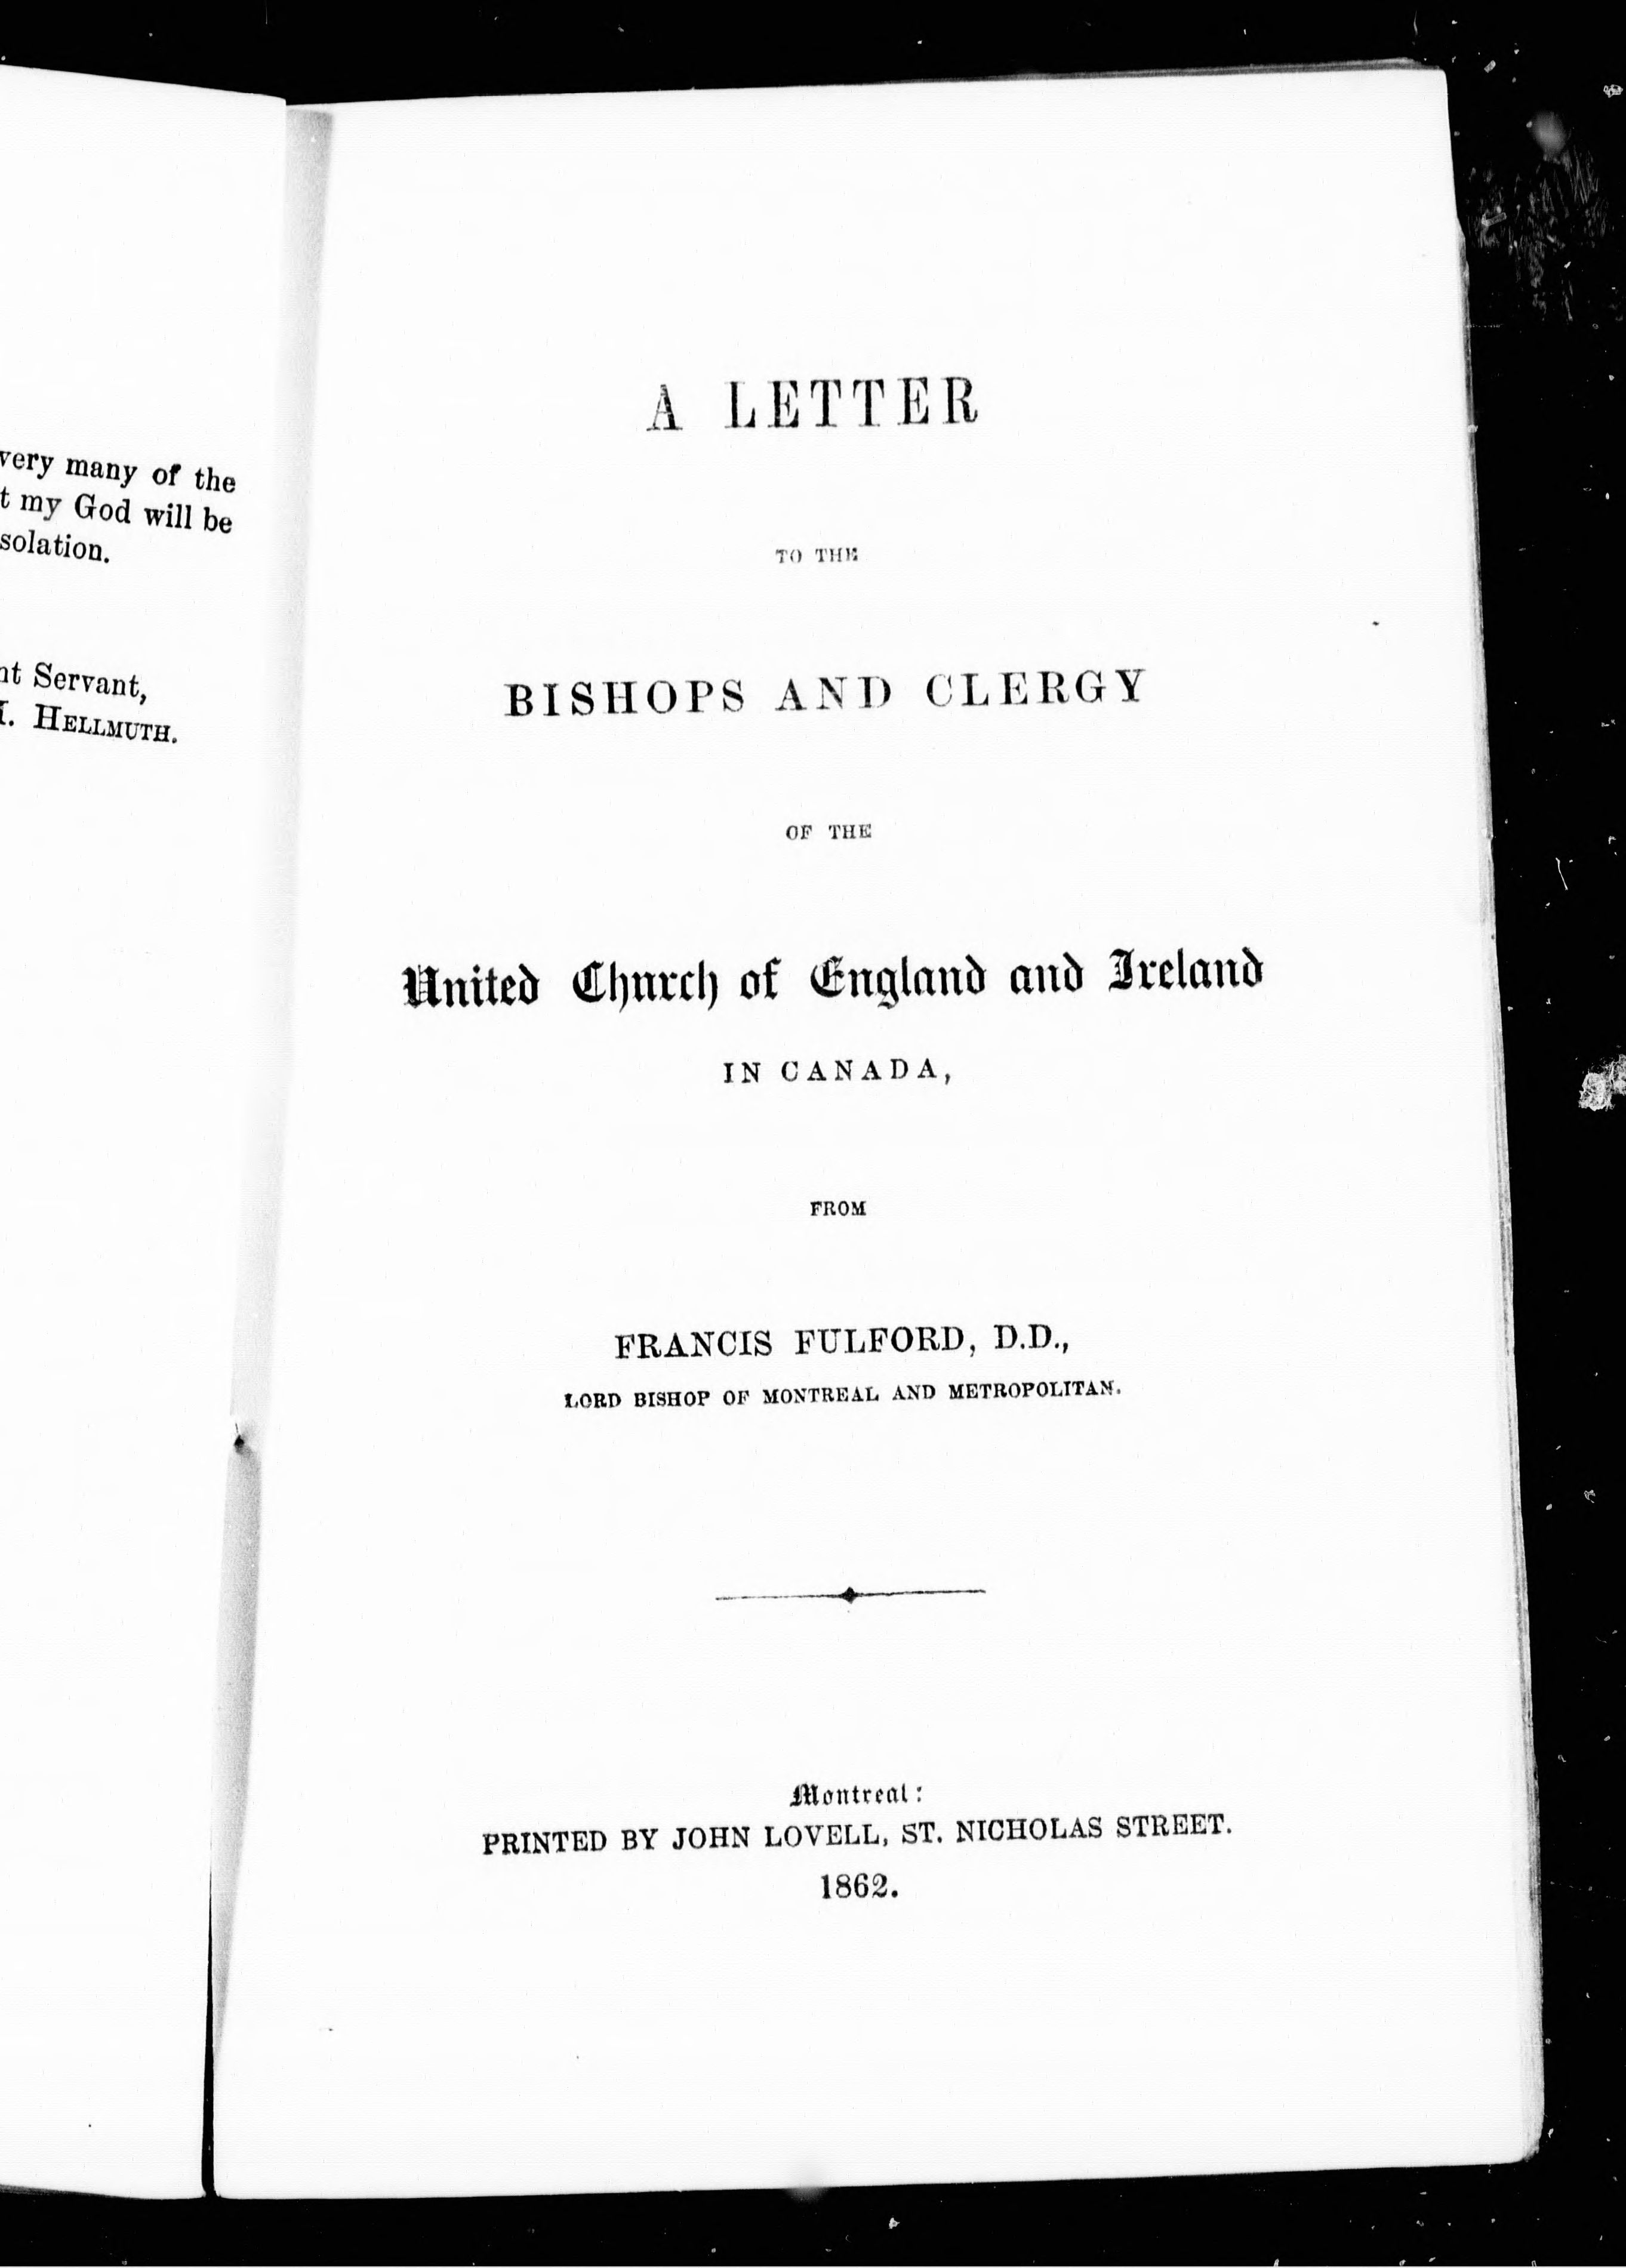 very many of the
t my God will be
solation.
nt Servant,
HELLMUTH.
A LETTER
TO THE
BISHOPS AND CLERGY
OF THE
United Church of England and Ireland
IN CANADA,
FROM
FRANCIS FULFORD, D.D.,
LORD BISHOP OF MONTREAL AND METROPOLITAN.
Montreal:
PRINTED BY JOHN LOVELL, ST. NICHOLAS STREET.
1862.